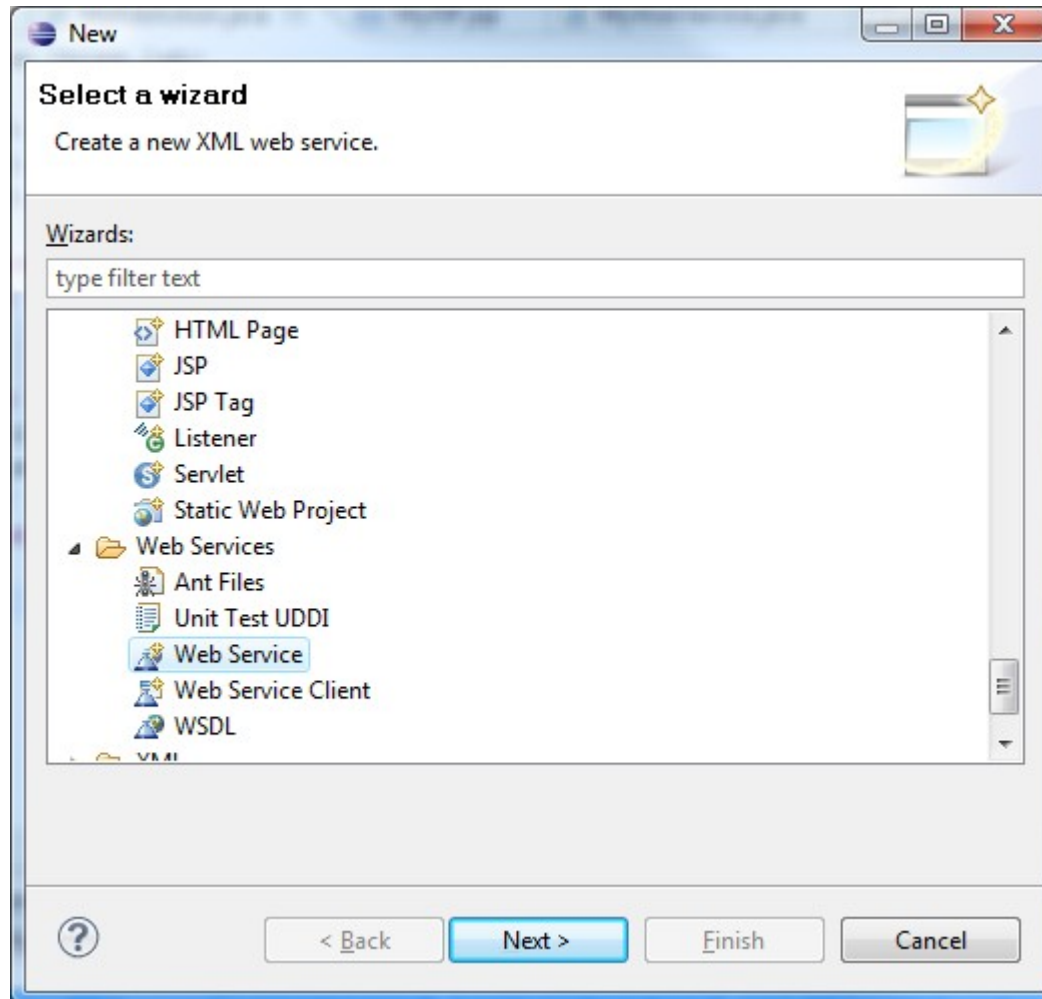 New
Select a wizard
Create a new XML web service.
Wizards:
type filter text
HTML Page
JSP
JSP Tag
Listener
Servlet
Static Web Project
Web Services
Ant Files
Unit Test UDDI
Web Service
Web Service Client
WSDL
XML
< Back Next > Finish Cancel